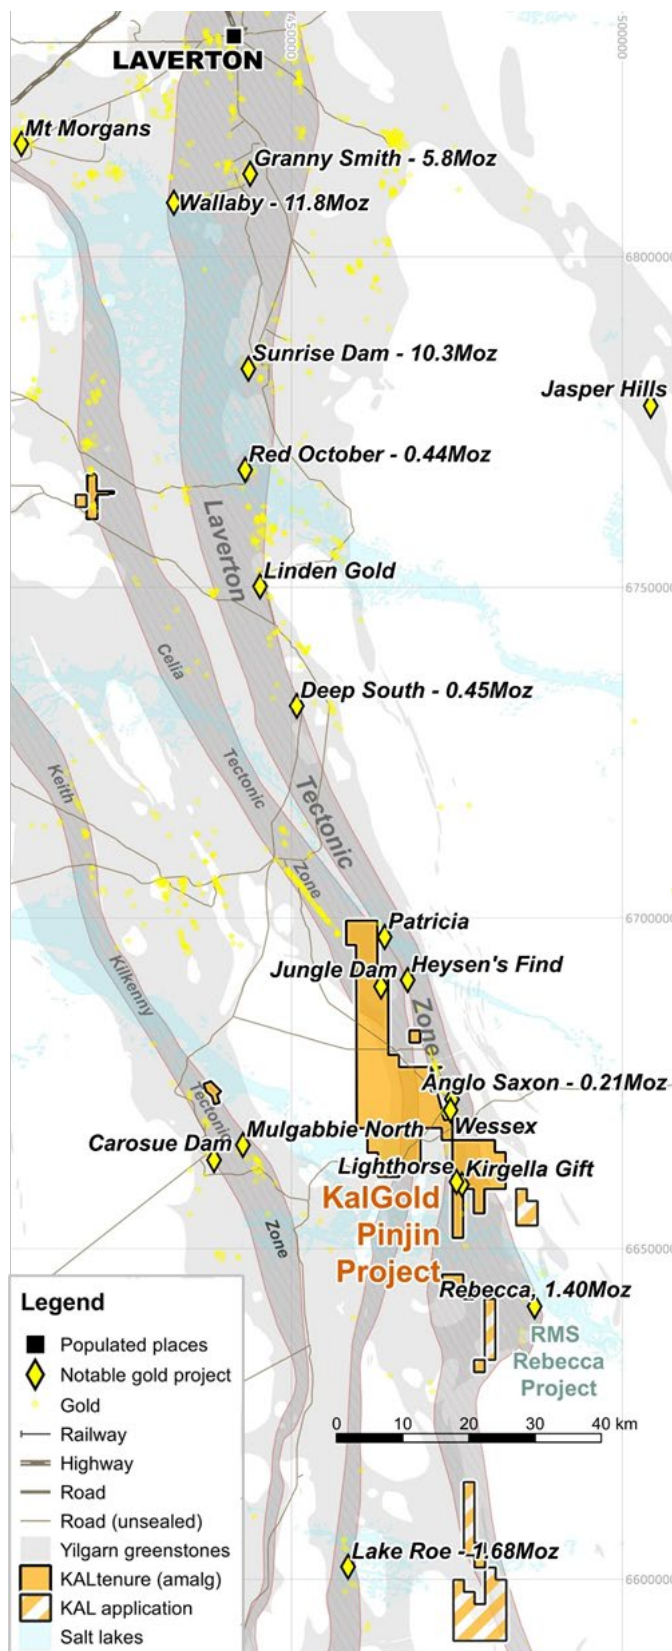 450000
500000
LAVERTON
Mt Morgans
Granny Smith - 5.8Moz
Wallaby - 11.8Moz
6800000
Sunrise Dam - 10.3Moz
Jasper Hills
Red October - 0.44Moz
Laverton
Linden Gold
6750000
Celia
Deep South - 0.45Moz
Keith
Tectonic
Tectonic
Zone
6700000
Patricia
Jungle Dam
Heysen's Find
Kilkenny
Zone
Anglo Saxon - 0.21Moz
Tectonic
Wessex
Mulgabbie North
Carosue Dam
Lighthorse
Kirgella Gift
KalGold
Pinjin
Project
Zone
6650000
Rebecca, 1.40Moz
RMS
Rebecca
Project
Legend
Populated places
Notable gold project
Gold
Railway
Highway
Road
Road (unsealed)
Yilgarn greenstones
KALtenure (amalg)
KAL application
Salt lakes
0 10 20 30 40 km
Lake Roe - 1.68Moz
6600000